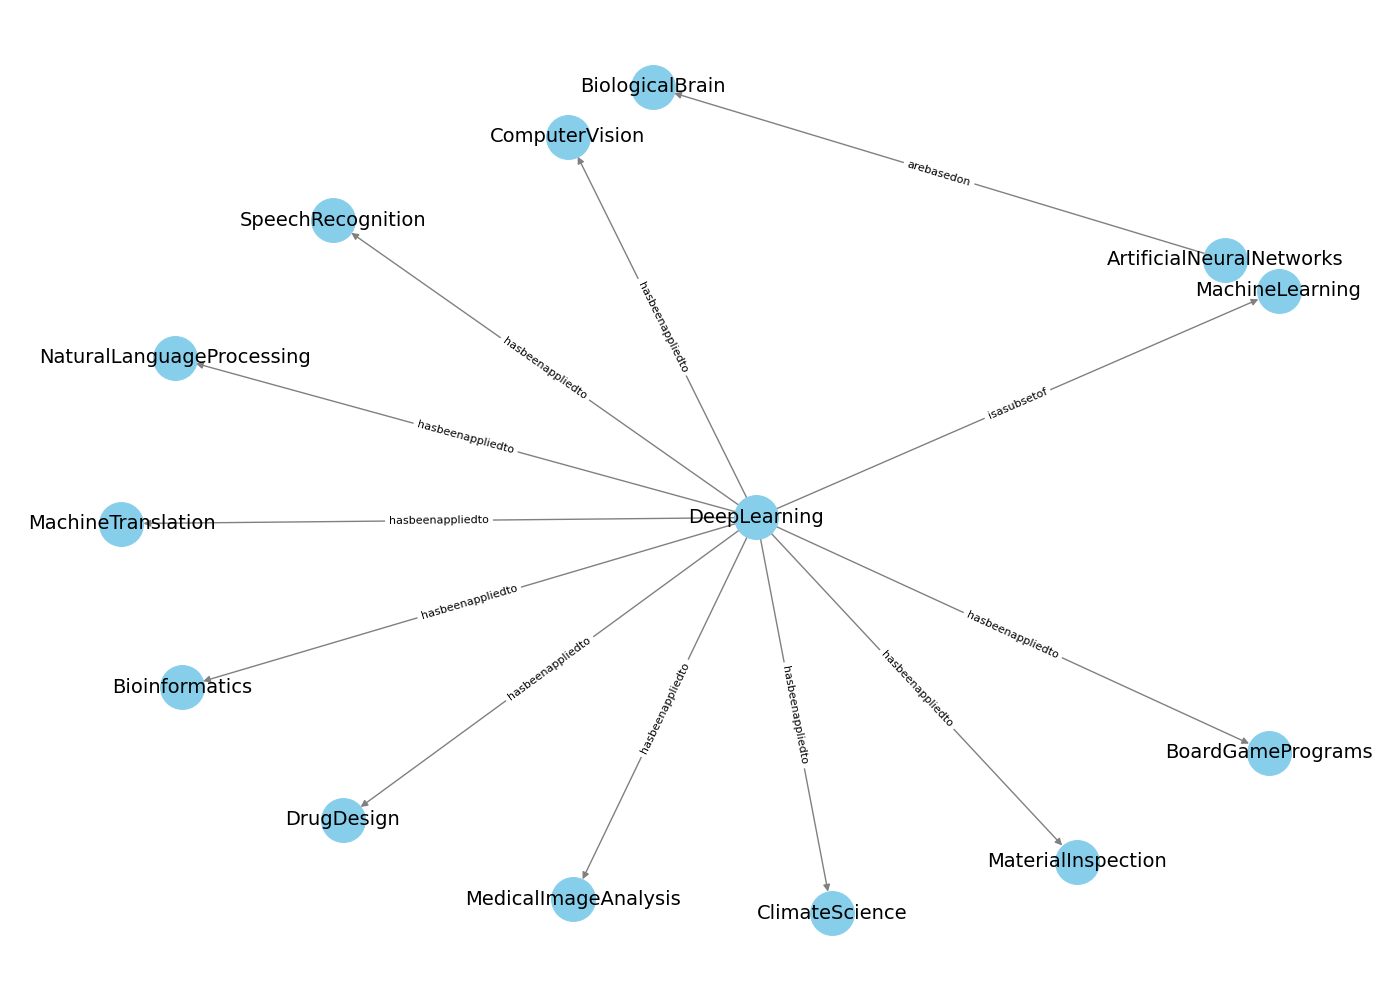 BiologicalBrain
ComputerVision
arebasedon
SpeechRecognition
ArtificialNeuralNetworks
MachineLearning
hasbeenappliedto
hasbeenappliedto
NaturalLanguageProcessing
isasubsetof
hasbeenappliedto
MachineTranslation
hasbeenappliedto
DeepLearning
hasbeenappliedto
hasbeenappliedto
hasbeenappliedto
Bioinformatics
hasbeenappliedto
hasbeenappliedto
hasbeenappliedto
BoardGamePrograms
DrugDesign
MaterialInspection
MedicalImageAnalysis
ClimateScience